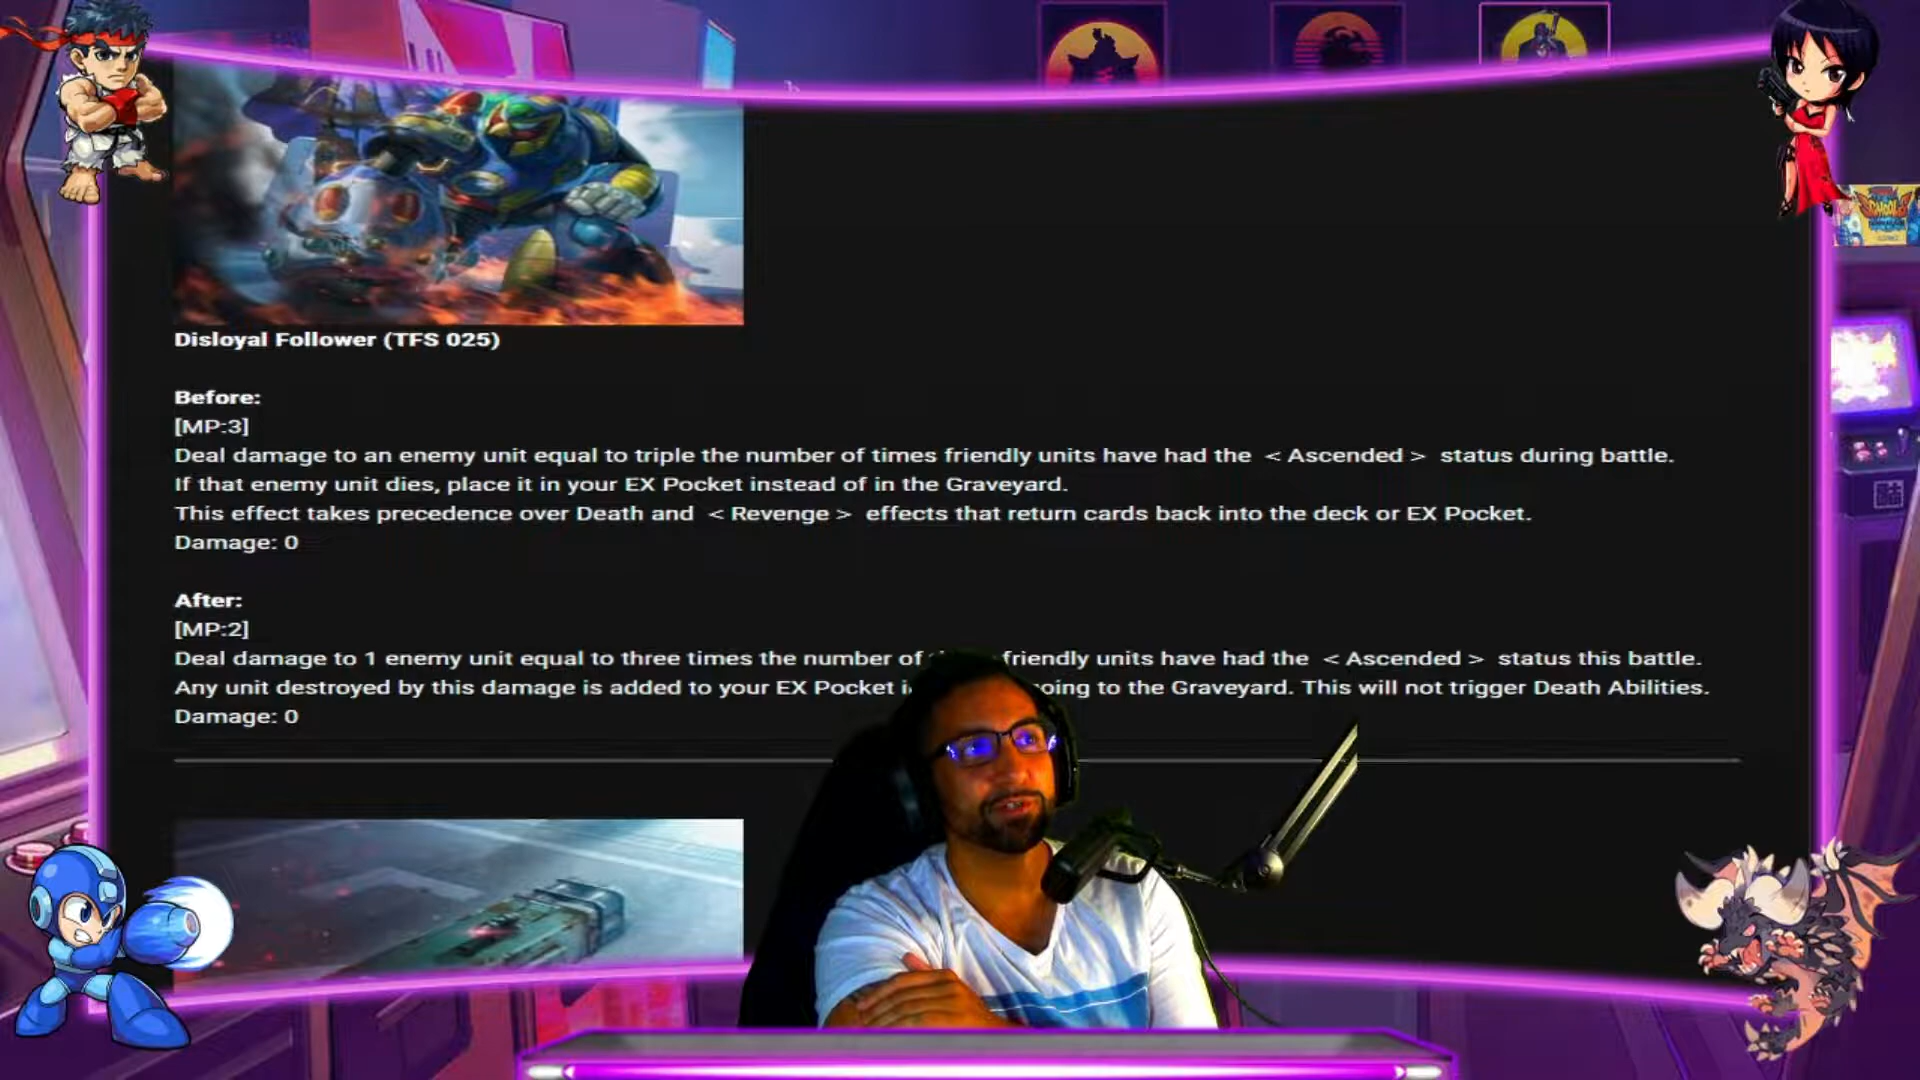 Disloyal Follower (TFS 025)
Before:
[MP:3]
Deal damage to an enemy unit equal to triple the number of times friendly units have had the < Ascended > status during battle.
If that enemy unit dies, place it in your EX Pocket instead of in the Graveyard.
This effect takes precedence over Death and < Revenge > effects that return cards back into the deck or EX Pocket.
Damage: 0
After:
[MP:2]
Deal damage to 1 enemy unit equal to three times the number of friendly units have had the < Ascended > status this battle.
Any unit destroyed by this damage is added to your EX Pocket to the Graveyard. This will not trigger Death Abilities.
Damage: 0